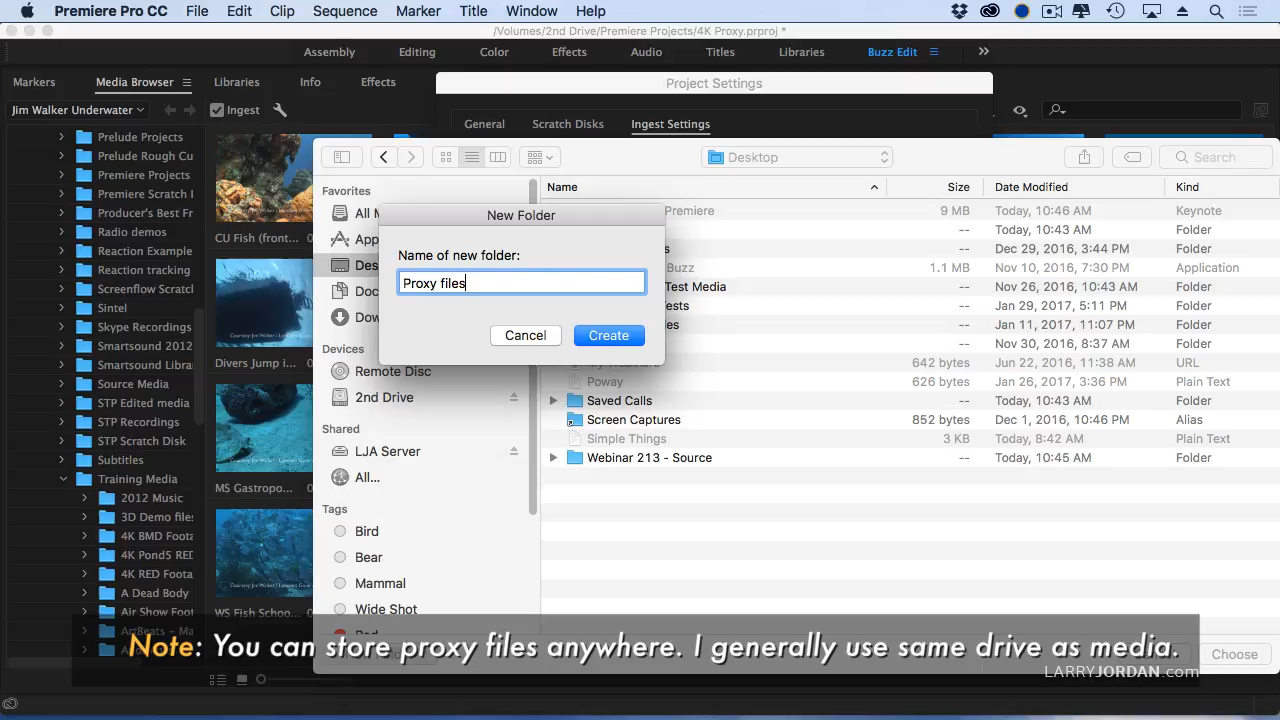 Premiere Pro CC File Edit Clip Sequence Marker Title Window Help
/Volumes/2nd Drive/Premiere Projects/4K Proxy.prproj *
Assembly Editing Color Effects Audio Titles Libraries Buzz Edit
Markers Media Browser Libraries Info Effects
Project Settings
Jim Walker Underwater Ingest
General Scratch Disks Ingest Settings
Prelude Projects
Prelude Rough Cu
Premiere Projects
Premiere Scratch
Producer's Best Fr
Radio demos
Reaction Example
Reaction tracking
Screenflow Scratc
Sintel
Skype Recordings
Smartsound 2012
Smartsound Librar
Source Media
STP Edited media
STP Recordings
STP Scratch Disk
Subtitles
Training Media
2012 Music
3D Demo files
4K BMD Foota
4K Pond5 RED
4K RED Foota
A Dead Body
Air Show Foot
ArtBeats - Ma
CU Fish (front...
Divers Jump i
MS Gastropo...
WS Fish Schoo...
Desktop
Search
Favorites
All M
App
Des
Doc
Dow
Devices
Remote Disc
2nd Drive
Shared
LJA Server
All...
Tags
Bird
Bear
Mammal
Wide Shot
New Folder
Name of new folder:
Proxy files
Cancel Create
Name Size Date Modified Kind
Premiere 9 MB Today, 10:46 AM Keynote
-- Today, 10:43 AM Folder
s -- Dec 29, 2016, 3:44 PM Folder
Buzz 1.1 MB Nov 10, 2016, 7:30 PM Application
Test Media -- Nov 26, 2016, 10:43 AM Folder
ests -- Jan 29, 2017, 5:11 PM Folder
les -- Jan 11, 2017, 11:07 PM Folder
-- Nov 30, 2016, 8:37 AM Folder
642 bytes Jun 22, 2016, 11:38 AM URL
Poway 626 bytes Jan 26, 2017, 3:36 PM Plain Text
Saved Calls -- Today, 10:43 AM Folder
Screen Captures 852 bytes Dec 1, 2016, 10:46 PM Alias
Simple Things 3 KB Today, 8:42 AM Plain Text
Webinar 213 - Source -- Today, 10:45 AM Folder
Note: You can store proxy files anywhere. I generally use same drive as media.
Choose
LARRYJORDAN.com